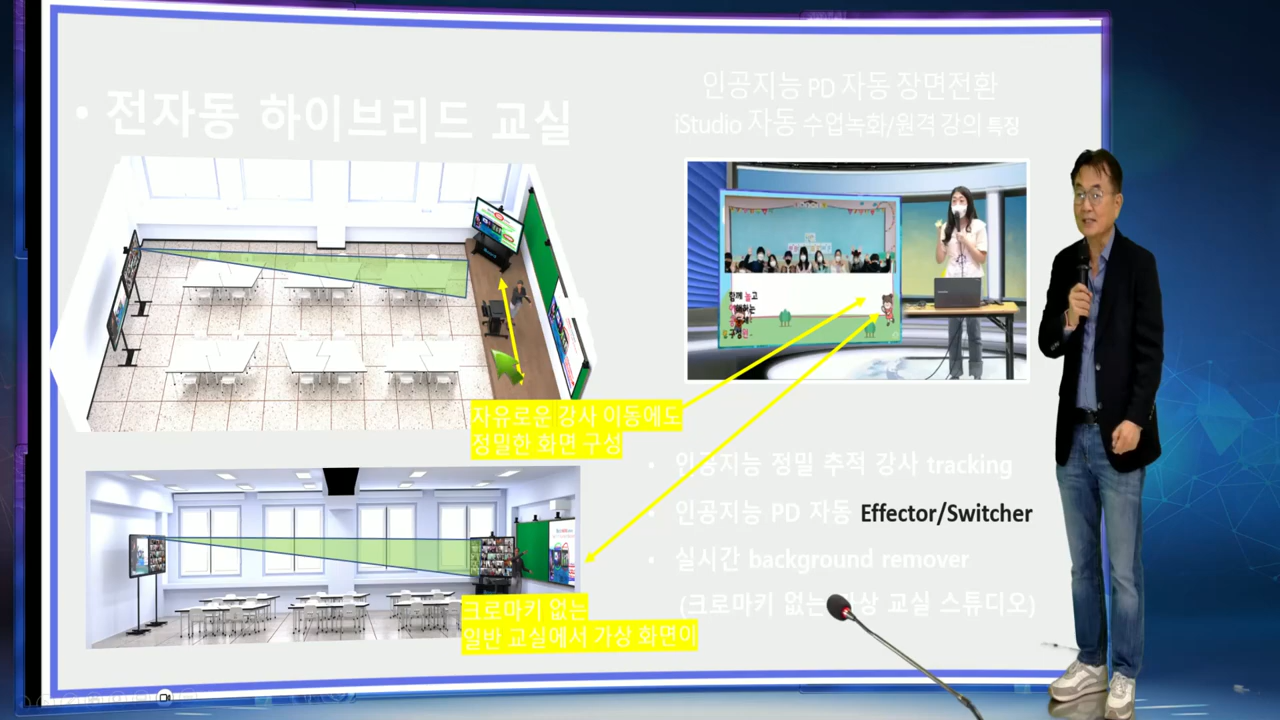 • 전자동 하이브리드 교실
인공지능 PD 자동 장면전환
iStudio 자동 수업녹화/원격 강의 특징
함께 놀고
자유로운 강사 이동에도
정밀한 화면 구성
• 인공지능 정밀 추적 강사 tracking
• 인공지능 PD 자동 Effector/Switcher
• 실시간 background remover
(크로마키 없는 가상 교실 스튜디오)
크로마키 없는
일반 교실에서 가상 화면이